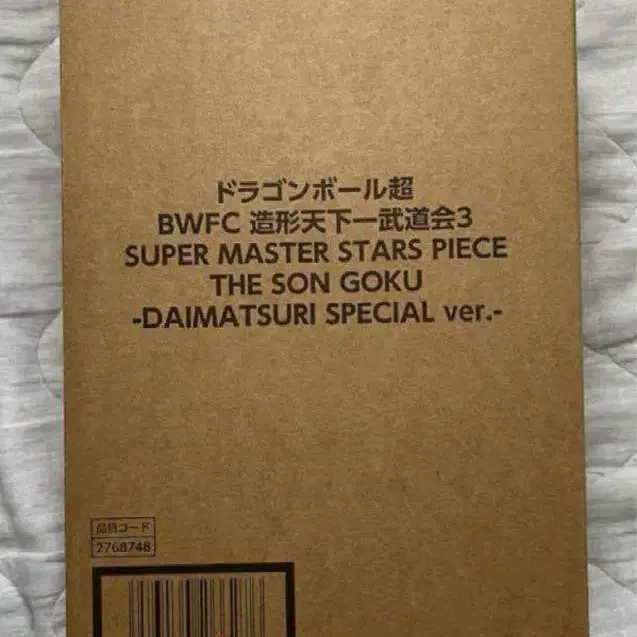 ドラゴンボール超
BWFC 造形天下一武道会3
SUPER MASTER STARS PIECE
THE SON GOKU
-DAIMATSURI SPECIAL ver.-
品目コード
2768748